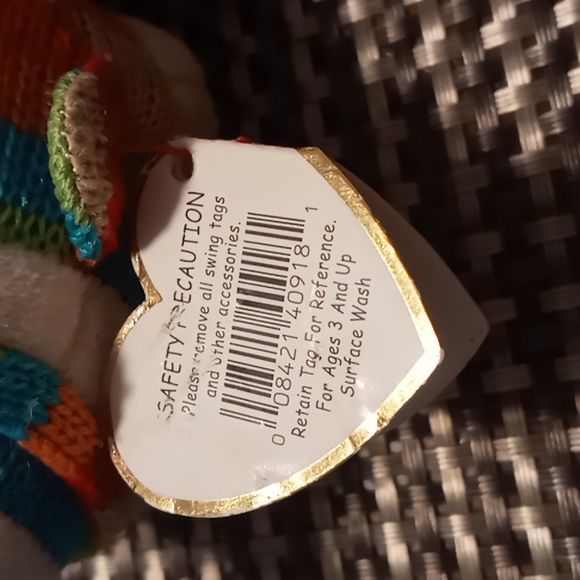 SAFETY PRECAUTION
Please remove all swing tags
and other accessories.
0 08421 40918 1
Retain Tag For Reference.
For Ages 3 And Up
Surface Wash